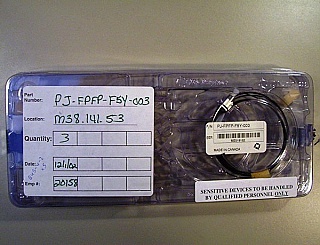 Part Number: PJ-FPFP-FSY-003
Location: M38.141.53
Quantity: 3
Date: 12/1/02
Emp #: 20158
PJ-FPFP-FSY-003
MADE IN CANADA
SENSITIVE DEVICES TO BE HANDLED
BY QUALIFIED PERSONNEL ONLY